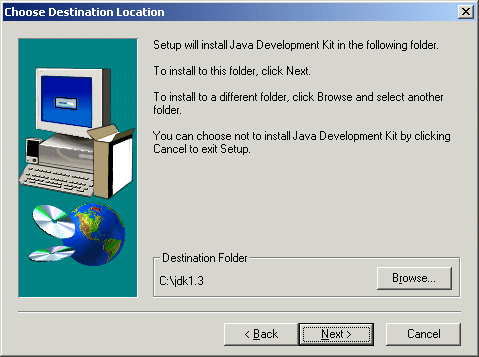 Choose Destination Location
Setup will install Java Development Kit in the following folder.
To install to this folder, click Next.
To install to a different folder, click Browse and select another
folder.
You can choose not to install Java Development Kit by clicking
Cancel to exit Setup.
Destination Folder
C:\jdk1.3
Browse...
< Back
Next >
Cancel